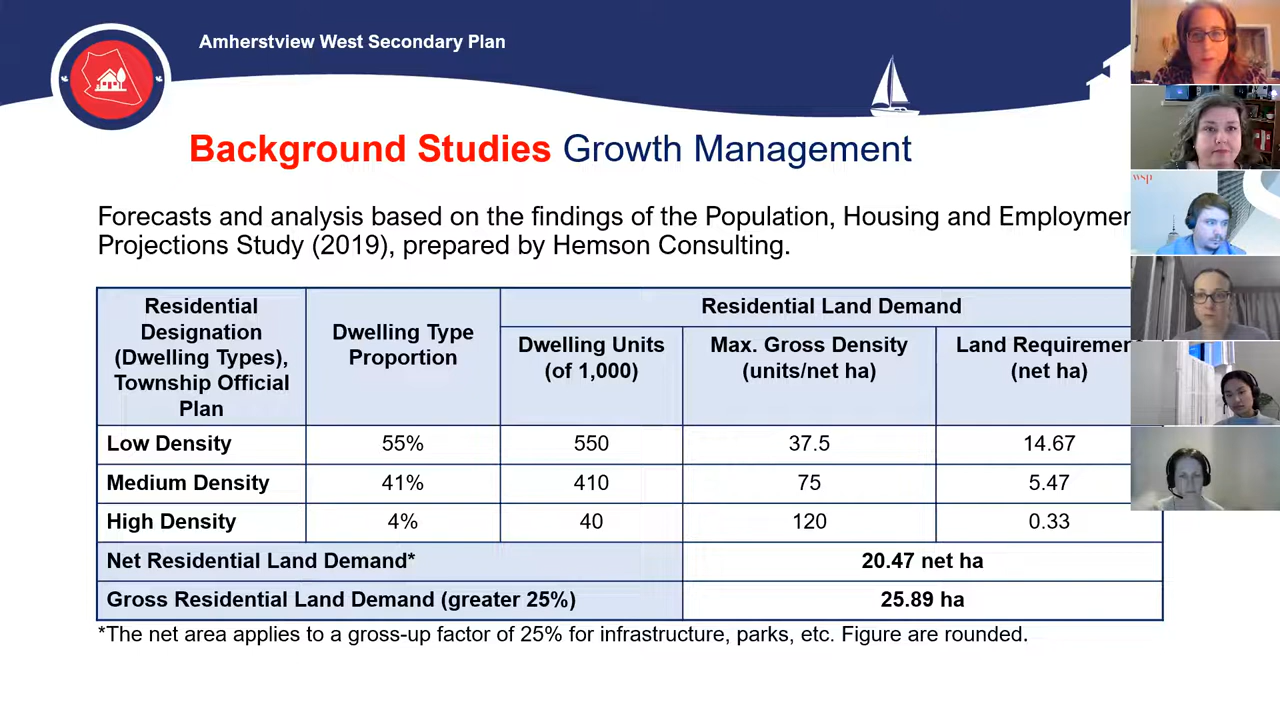 Amherstview West Secondary Plan
Background Studies Growth Management
Forecasts and analysis based on the findings of the Population, Housing and Employmen
Projections Study (2019), prepared by Hemson Consulting.
Residential Designation (Dwelling Types), Township Official Plan
Dwelling Type Proportion
Residential Land Demand
Dwelling Units (of 1,000)
Max. Gross Density (units/net ha)
Land Requirement (net ha)
Low Density 55% 550 37.5 14.67
Medium Density 41% 410 75 5.47
High Density 4% 40 120 0.33
Net Residential Land Demand* 20.47 net ha
Gross Residential Land Demand (greater 25%) 25.89 ha
*The net area applies to a gross-up factor of 25% for infrastructure, parks, etc. Figure are rounded.
wsp